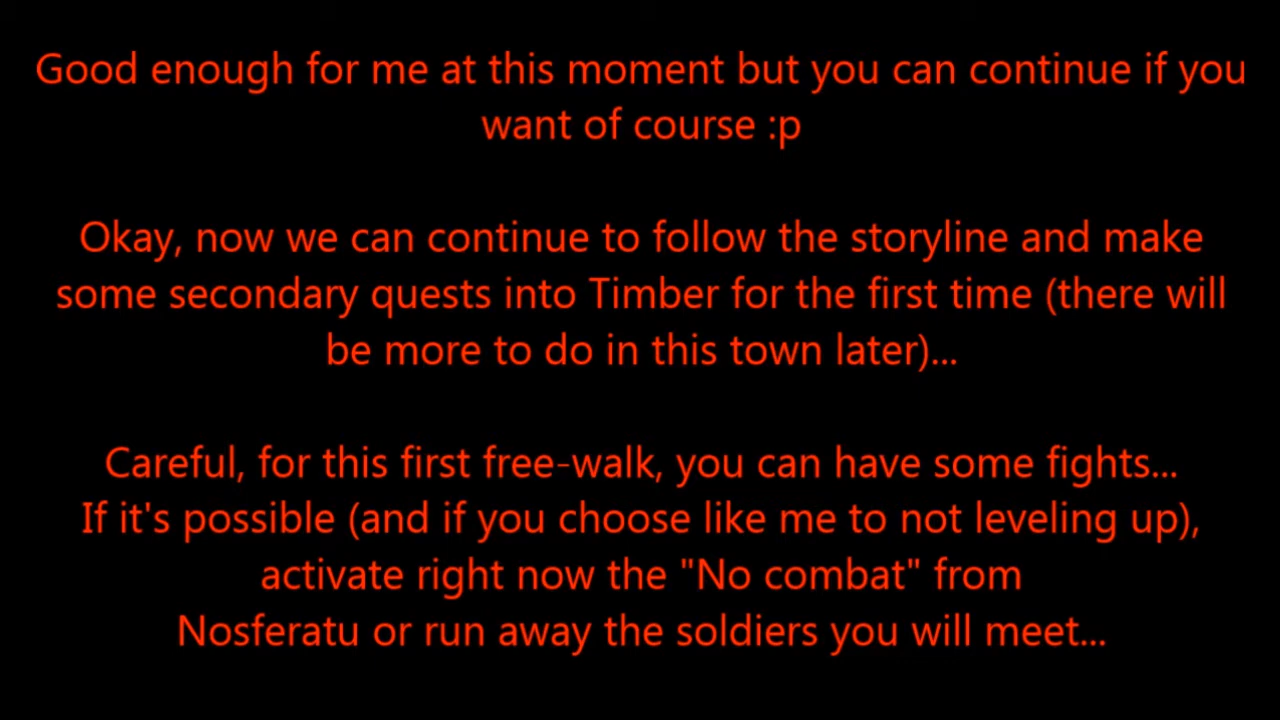 Good enough for me at this moment but you can continue if you
want of course :p
Okay, now we can continue to follow the storyline and make
some secondary quests into Timber for the first time (there will
be more to do in this town later)...
Careful, for this first free-walk, you can have some fights...
If it's possible (and if you choose like me to not leveling up),
activate right now the "No combat" from
Nosferatu or run away the soldiers you will meet...